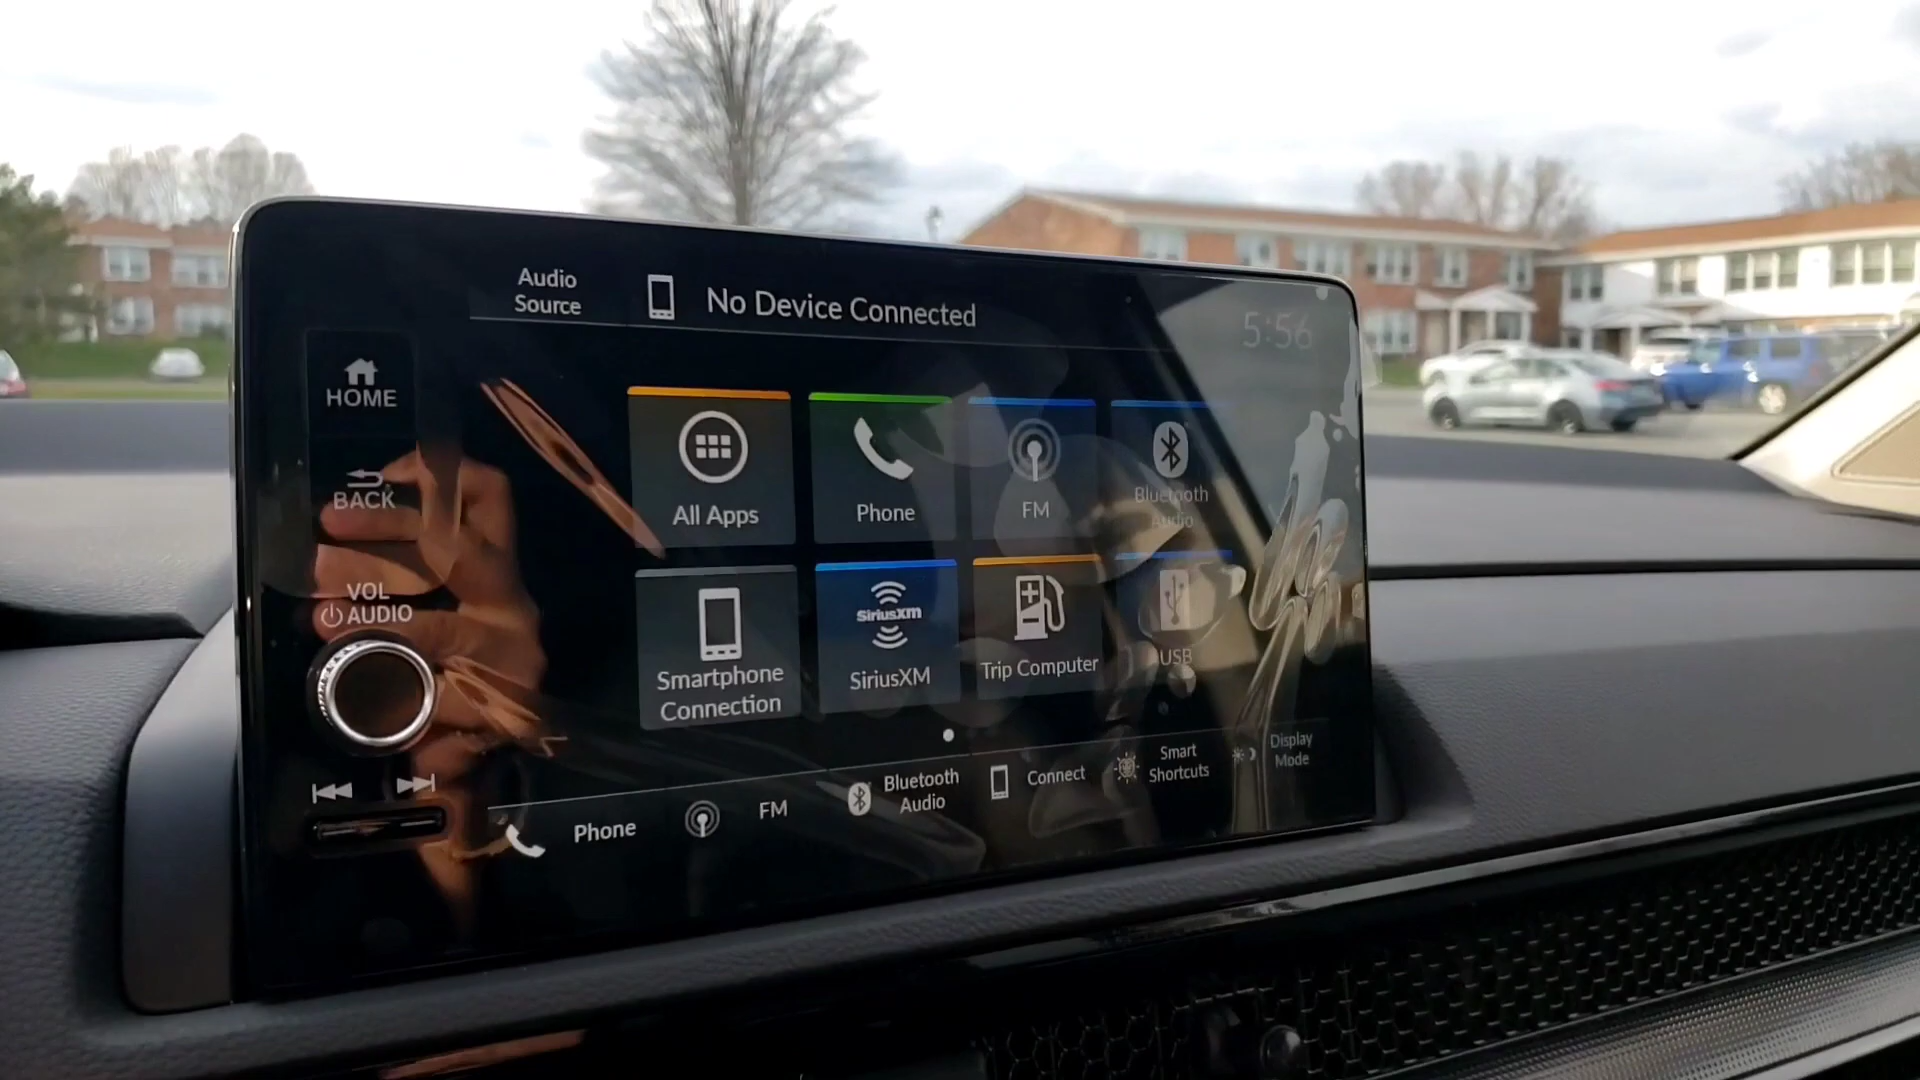 Audio
Source
No Device Connected
5:56
HOME
BACK
VOL
AUDIO
All Apps
Phone
FM
Bluetooth
Audio
Smartphone
Connection
SiriusXM
SiriusXM
Trip Computer
USB
Phone
FM
Bluetooth
Audio
Connect
Smart
Shortcuts
Display
Mode